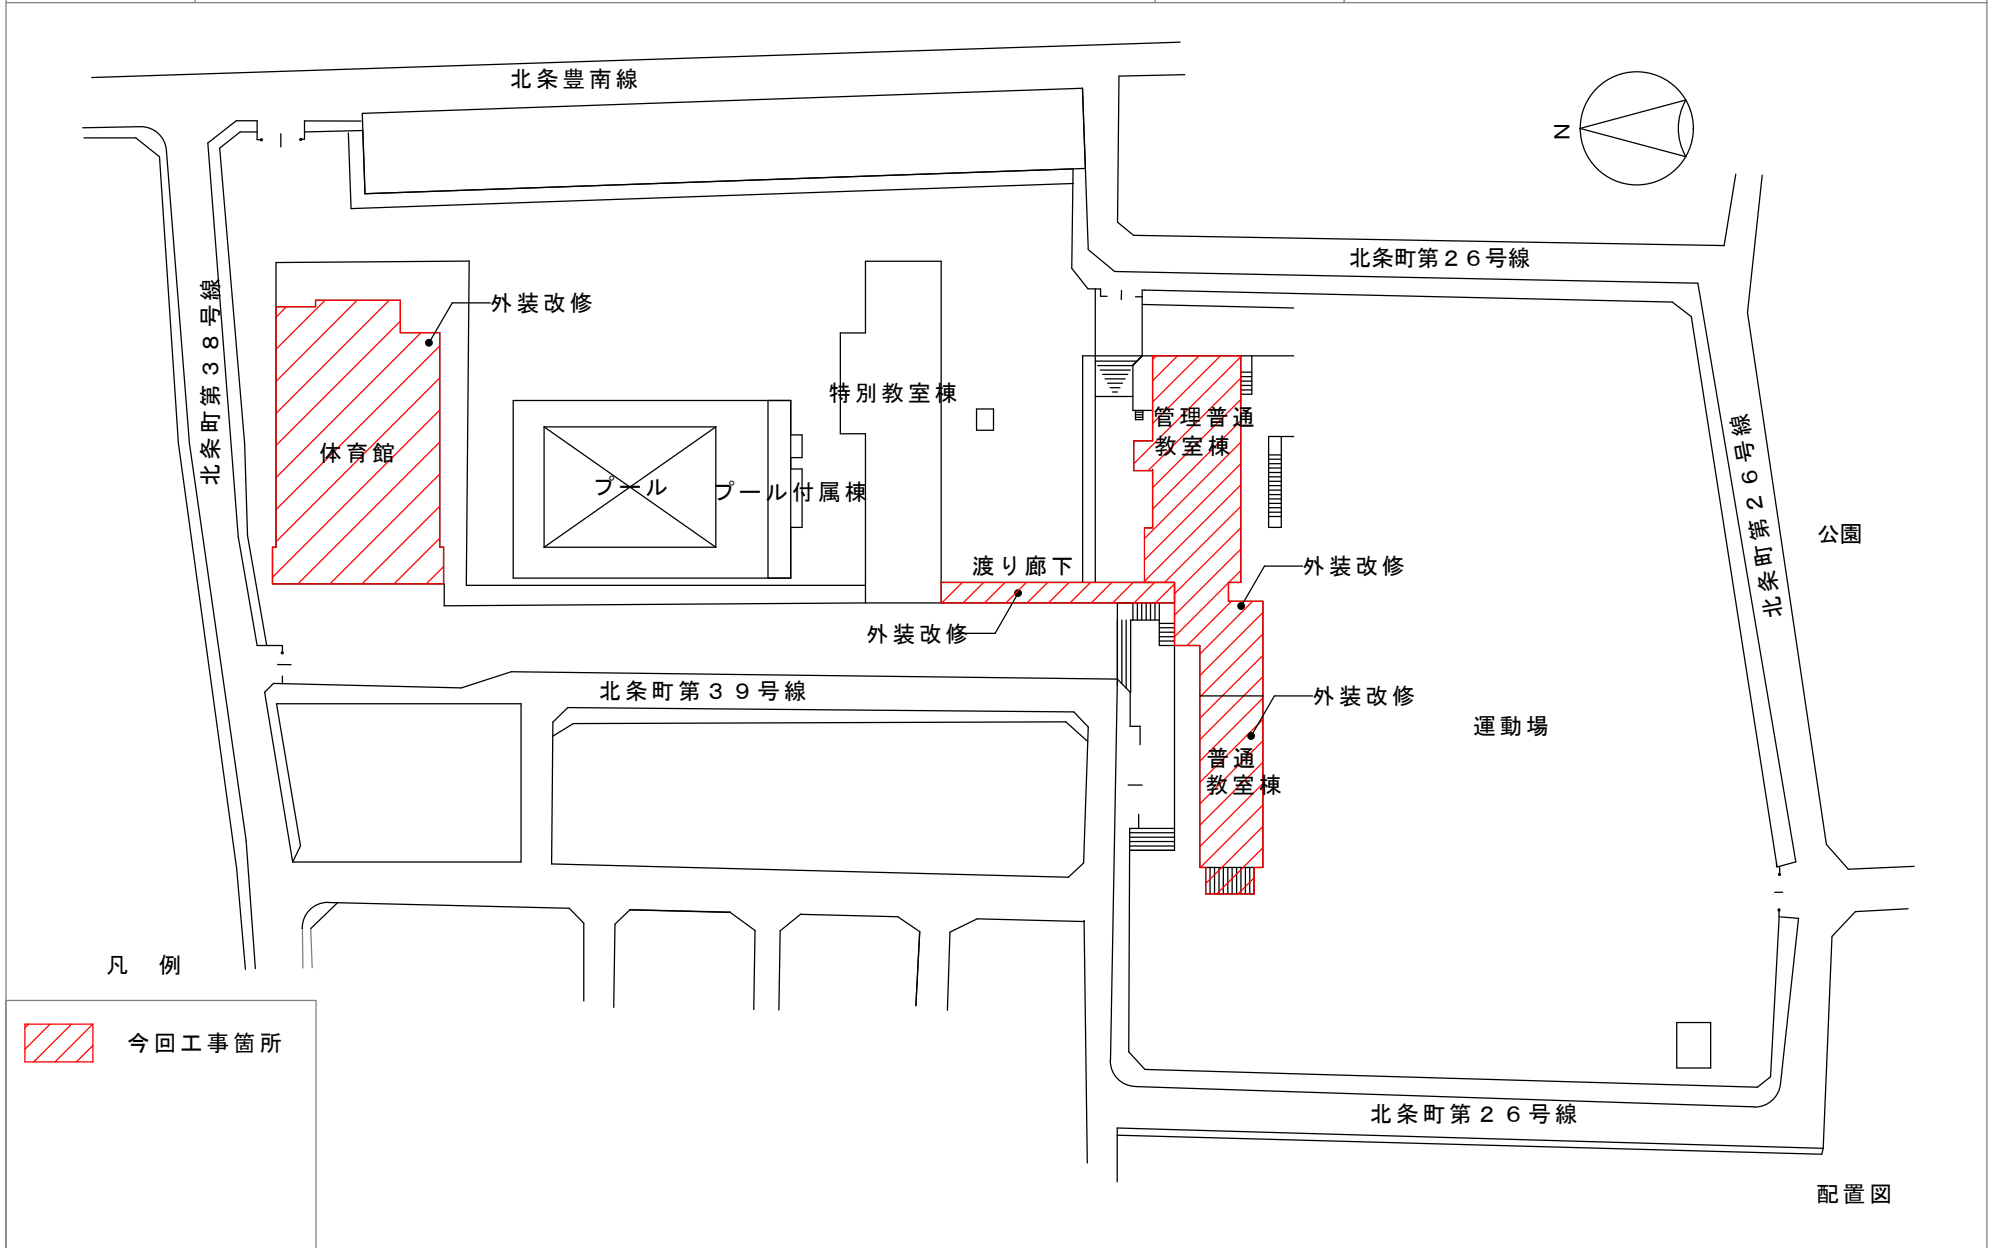 北条豊南線
N
北条町第２６号線
外装改修
北条町第３８号線
特別教室棟
管理普通
教室棟
体育館
プール
プール付属棟
北条町第２６号線
公園
渡り廊下
外装改修
外装改修
北条町第３９号線
外装改修
運動場
普通
教室棟
凡　例
今回工事箇所
北条町第２６号線
配置図